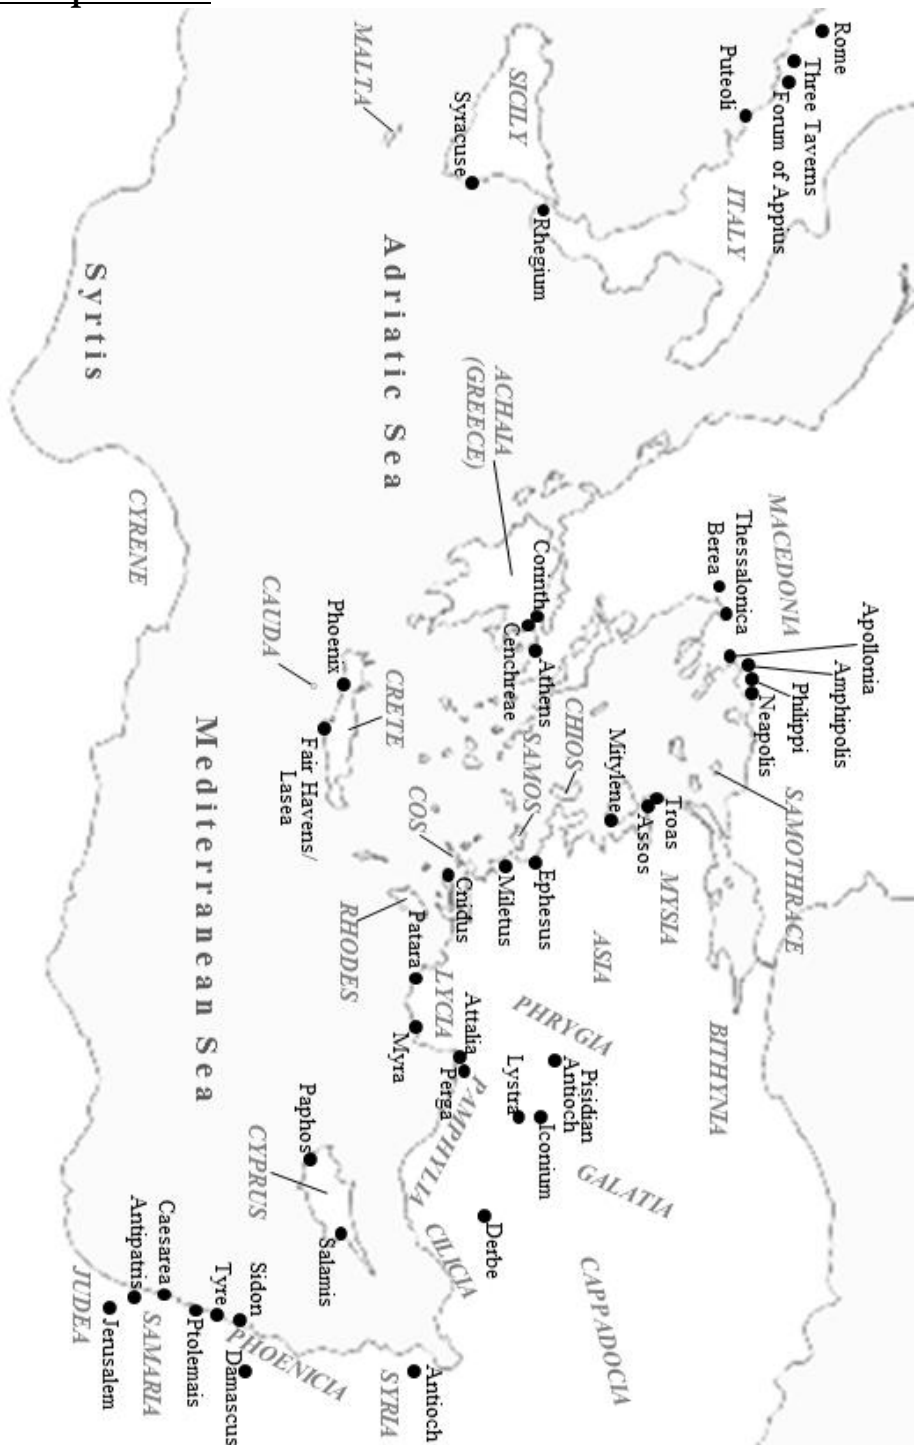 Rome
Three Taverns
Forum of Appius
Puteoli
ITALY
SICILY
MALTA
Syracuse
Rhegium
Adriatic Sea
Syrtis
ACHAIA
(GREECE)
MACEDONIA
Thessalonica
Berea
Apollonia
Amphipolis
Philippi
Neapolis
CYRENE
CAUDA
Phoenix
CRETE
Fair Havens/
Lasea
Corinth
Cenchreae
Athens
CHIOS
SAMOS
COS
Mitylene
Troas
Assos
SAMOTHRACE
MYSIA
Ephesus
Miletus
Cnidus
RHODES
Patara
LYCIA
Myra
ASIA
Attalia
Perga
PAMPHYLIA
PHRYGIA
Pisidian
Antioch
Lystra
Iconium
BITHYNIA
GALATIA
Mediterranean Sea
Paphos
CYPRUS
Salamis
CILICIA
Derbe
CAPPADOCIA
Antioch
SYRIA
Sidon
Tyre
PHOENICIA
Damascus
Ptolemais
Caesarea
Antipatris
SAMARIA
JUDEA
Jerusalem